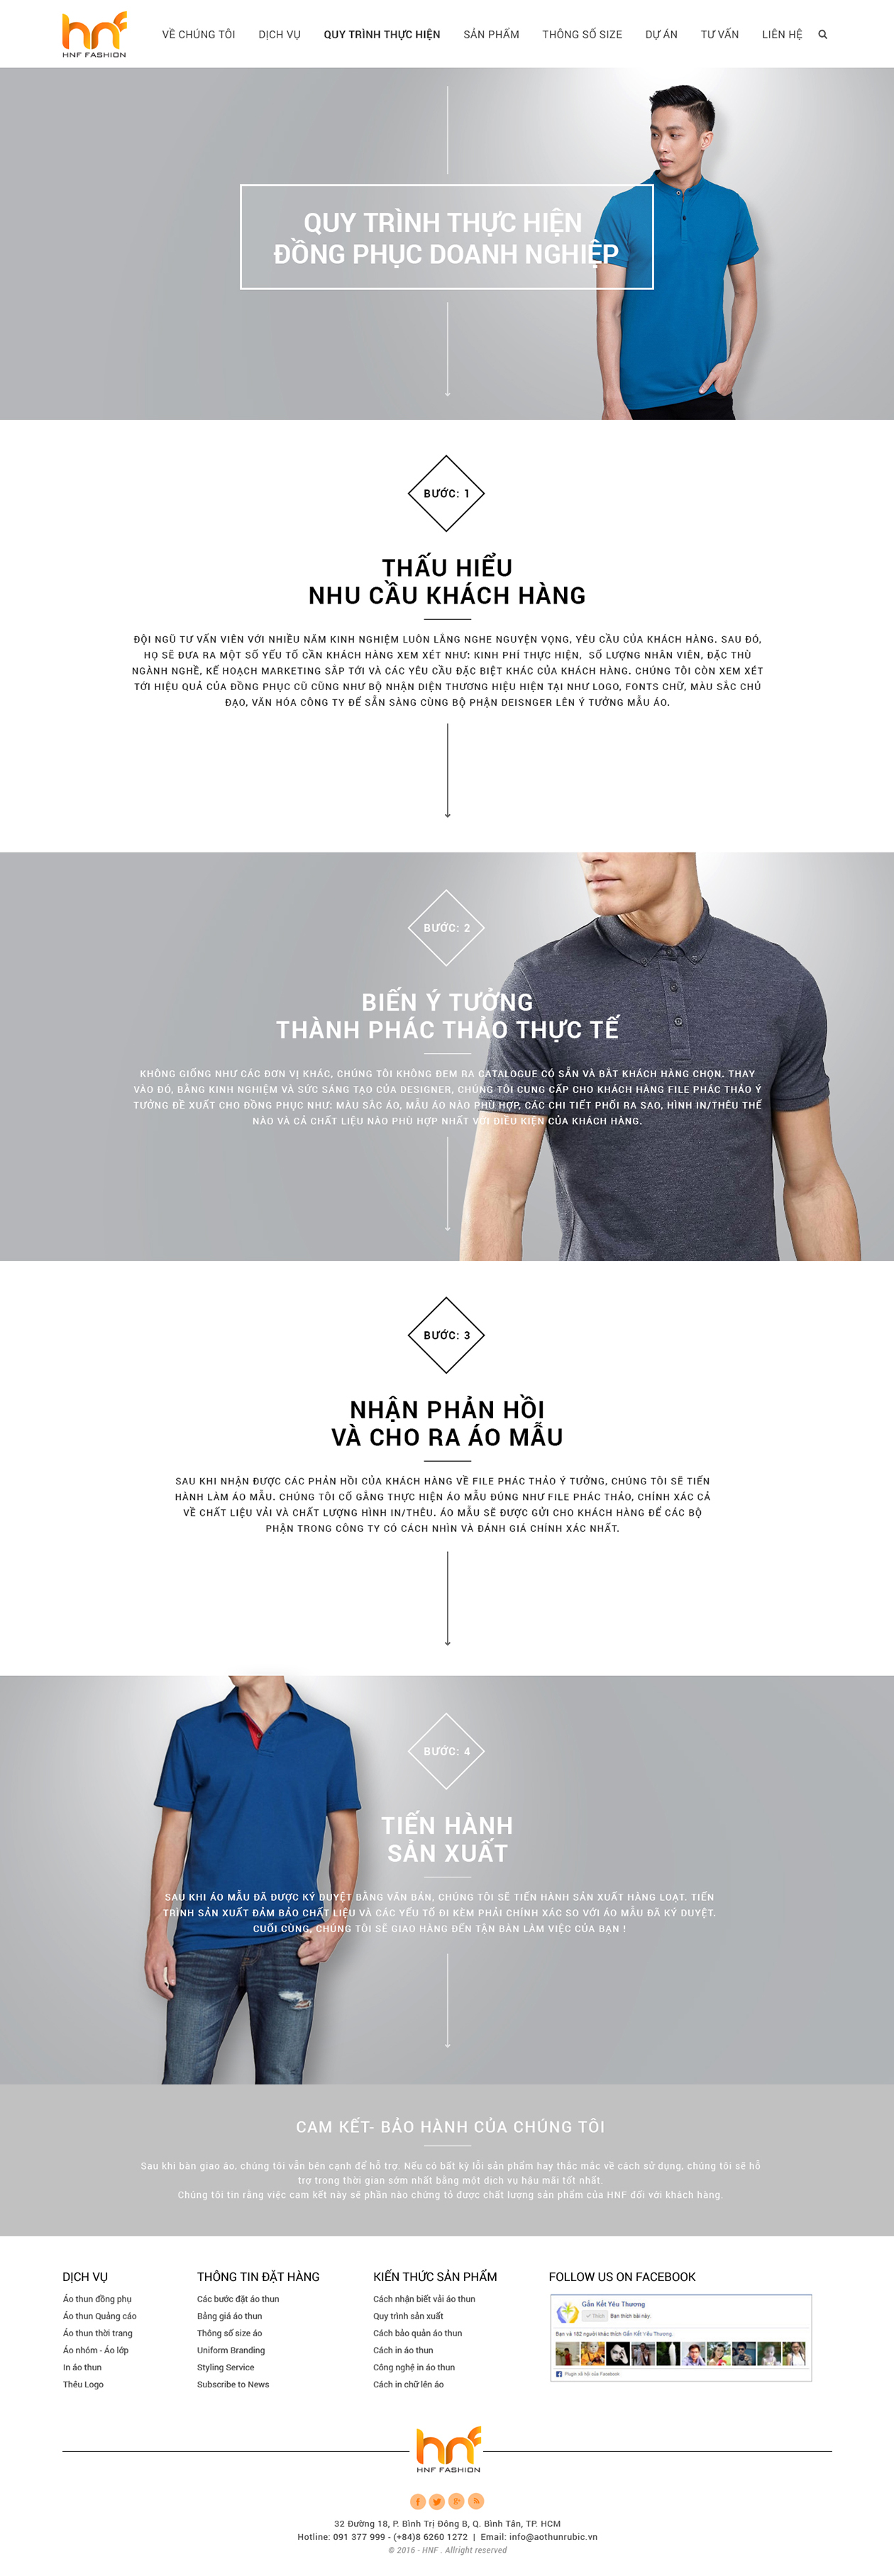 hnf
HNF FASHION
VỀ CHÚNG TÔI DỊCH VỤ QUY TRÌNH THỰC HIỆN SẢN PHẨM THÔNG SỐ SIZE DỰ ÁN TƯ VẤN LIÊN HỆ
QUY TRÌNH THỰC HIỆN
ĐỒNG PHỤC DOANH NGHIỆP
BƯỚC: 1
THẤU HIỂU
NHU CẦU KHÁCH HÀNG
ĐỘI NGŨ TƯ VẤN VIÊN VỚI NHIỀU NĂM KINH NGHIỆM LUÔN LẮNG NGHE NGUYỆN VỌNG, YÊU CẦU CỦA KHÁCH HÀNG. SAU ĐÓ,
HỌ SẼ ĐƯA RA MỘT SỐ YẾU TỐ CẦN KHÁCH HÀNG XEM XÉT NHƯ: KINH PHÍ THỰC HIỆN, SỐ LƯỢNG NHÂN VIÊN, ĐẶC THÙ
NGÀNH NGHỀ, KẾ HOẠCH MARKETING SẮP TỚI VÀ CÁC YÊU CẦU ĐẶC BIỆT KHÁC CỦA KHÁCH HÀNG. CHÚNG TÔI CÒN XEM XÉT
TỚI HIỆU QUẢ CỦA ĐỒNG PHỤC CŨ CŨNG NHƯ BỘ NHẬN DIỆN THƯƠNG HIỆU HIỆN TẠI NHƯ LOGO, FONTS CHỮ, MÀU SẮC CHỦ
ĐẠO, VĂN HÓA CÔNG TY ĐỂ SẴN SÀNG CÙNG BỘ PHẬN DEISNGER LÊN Ý TƯỞNG MẪU ÁO.
BƯỚC: 2
BIẾN Ý TƯỞNG
THÀNH PHÁC THẢO THỰC TẾ
KHÔNG GIỐNG NHƯ CÁC ĐƠN VỊ KHÁC, CHÚNG TÔI KHÔNG ĐEM RA CATALOGUE CÓ SẴN VÀ BẮT KHÁCH HÀNG CHỌN. THAY
VÀO ĐÓ, BẰNG KINH NGHIỆM VÀ SỨC SÁNG TẠO CỦA DESIGNER, CHÚNG TÔI CUNG CẤP CHO KHÁCH HÀNG FILE PHÁC THẢO Ý
TƯỞNG ĐỀ XUẤT CHO ĐỒNG PHỤC NHƯ: MÀU SẮC ÁO, MẪU ÁO NÀO PHÙ HỢP, CÁC CHI TIẾT PHỐI RA SAO, HÌNH IN/THÊU THẾ
NÀO VÀ CẢ CHẤT LIỆU NÀO PHÙ HỢP NHẤT VỚI ĐIỀU KIỆN CỦA KHÁCH HÀNG.
BƯỚC: 3
NHẬN PHẢN HỒI
VÀ CHO RA ÁO MẪU
SAU KHI NHẬN ĐƯỢC CÁC PHẢN HỒI CỦA KHÁCH HÀNG VỀ FILE PHÁC THẢO Ý TƯỞNG, CHÚNG TÔI SẼ TIẾN
HÀNH LÀM ÁO MẪU. CHÚNG TÔI CỐ GẮNG THỰC HIỆN ÁO MẪU ĐÚNG NHƯ FILE PHÁC THẢO, CHÍNH XÁC CẢ
VỀ CHẤT LIỆU VẢI VÀ CHẤT LƯỢNG HÌNH IN/THÊU. ÁO MẪU SẼ ĐƯỢC GỬI CHO KHÁCH HÀNG ĐỂ CÁC BỘ
PHẬN TRONG CÔNG TY CÓ CÁCH NHÌN VÀ ĐÁNH GIÁ CHÍNH XÁC NHẤT.
BƯỚC: 4
TIẾN HÀNH
SẢN XUẤT
SAU KHI ÁO MẪU ĐÃ ĐƯỢC KÝ DUYỆT BẰNG VĂN BẢN, CHÚNG TÔI SẼ TIẾN HÀNH SẢN XUẤT HÀNG LOẠT. TIẾN
TRÌNH SẢN XUẤT ĐẢM BẢO CHẤT LIỆU VÀ CÁC YẾU TỐ ĐI KÈM PHẢI CHÍNH XÁC SO VỚI ÁO MẪU ĐÃ KÝ DUYỆT.
CUỐI CÙNG, CHÚNG TÔI SẼ GIAO HÀNG ĐẾN TẬN BÀN LÀM VIỆC CỦA BẠN !
CAM KẾT- BẢO HÀNH CỦA CHÚNG TÔI
Sau khi bàn giao áo, chúng tôi vẫn bên cạnh để hỗ trợ. Nếu có bất kỳ lỗi sản phẩm hay thắc mắc về cách sử dụng, chúng tôi sẽ hỗ
trợ trong thời gian sớm nhất bằng một dịch vụ hậu mãi tốt nhất.
Chúng tôi tin rằng việc cam kết này sẽ phần nào chứng tỏ được chất lượng sản phẩm của HNF đối với khách hàng.
DỊCH VỤ
Áo thun đồng phụ
Áo thun Quảng cáo
Áo thun thời trang
Áo nhóm - Áo lớp
In áo thun
Thêu Logo
THÔNG TIN ĐẶT HÀNG
Các bước đặt áo thun
Bảng giá áo thun
Thông số size áo
Uniform Branding
Styling Service
Subscribe to News
KIẾN THỨC SẢN PHẨM
Cách nhận biết vải áo thun
Quy trình sản xuất
Cách bảo quản áo thun
Cách in áo thun
Công nghệ in áo thun
Cách in chữ lên áo
FOLLOW US ON FACEBOOK
Gắn Kết Yêu Thương
Thích Bạn thích bài này.
Bạn và 182 người khác thích Gắn Kết Yêu Thương.
Plugin xã hội của Facebook
hnf
HNF FASHION
32 Đường 18, P. Bình Trị Đông B, Q. Bình Tân, TP. HCM
Hotline: 091 377 999 - (+84)8 6260 1272 | Email: info@aothunrubic.vn
© 2016 - HNF . Allright reserved